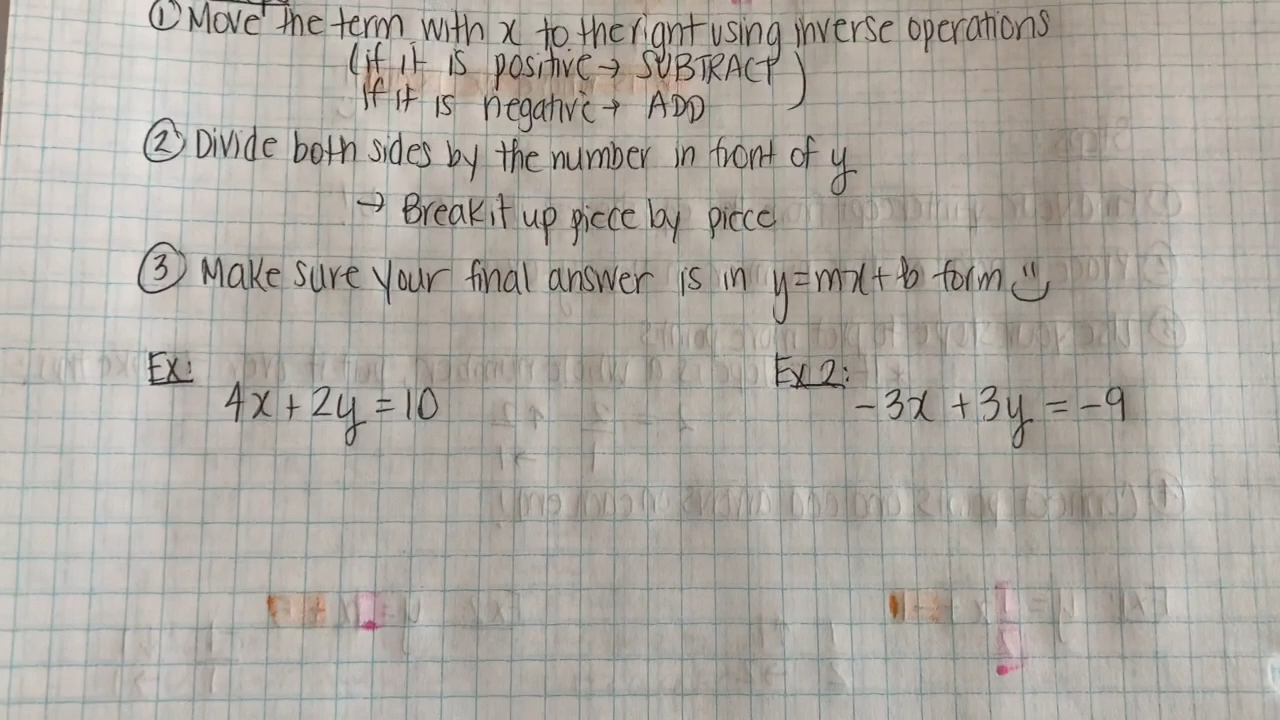 ① Move the term with x to the right using inverse operations
(if it is positive → SUBTRACT
if it is negative → ADD)
② Divide both sides by the number in front of y
→ Break it up piece by piece
③ Make sure your final answer is in y=mx+b form
Ex:
4x + 2y = 10
Ex 2:
-3x + 3y = -9